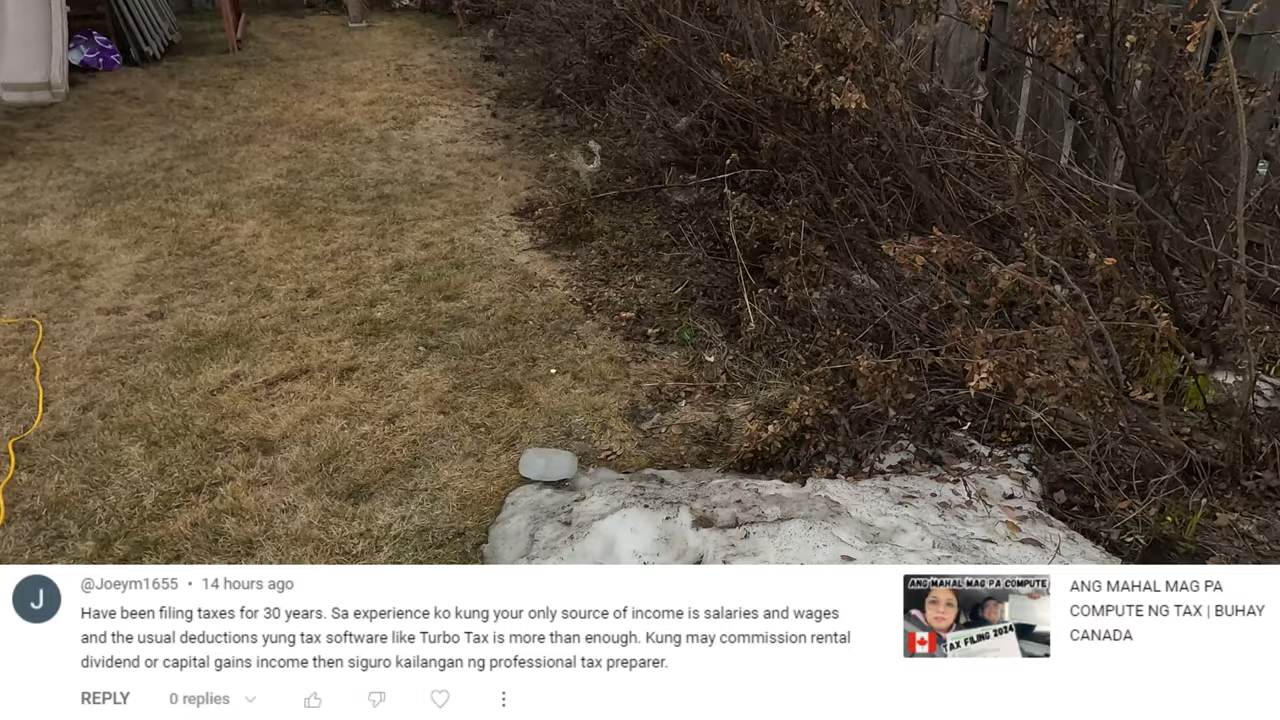 @Joeym1655 • 14 hours ago
Have been filing taxes for 30 years. Sa experience ko kung your only source of income is salaries and wages
and the usual deductions yung tax software like Turbo Tax is more than enough. Kung may commission rental
dividend or capital gains income then siguro kailangan ng professional tax preparer.
REPLY 0 replies
J
ANG MAHAL MAG PA COMPUTE
TAX FILING 2024
ANG MAHAL MAG PA
COMPUTE NG TAX | BUHAY
CANADA